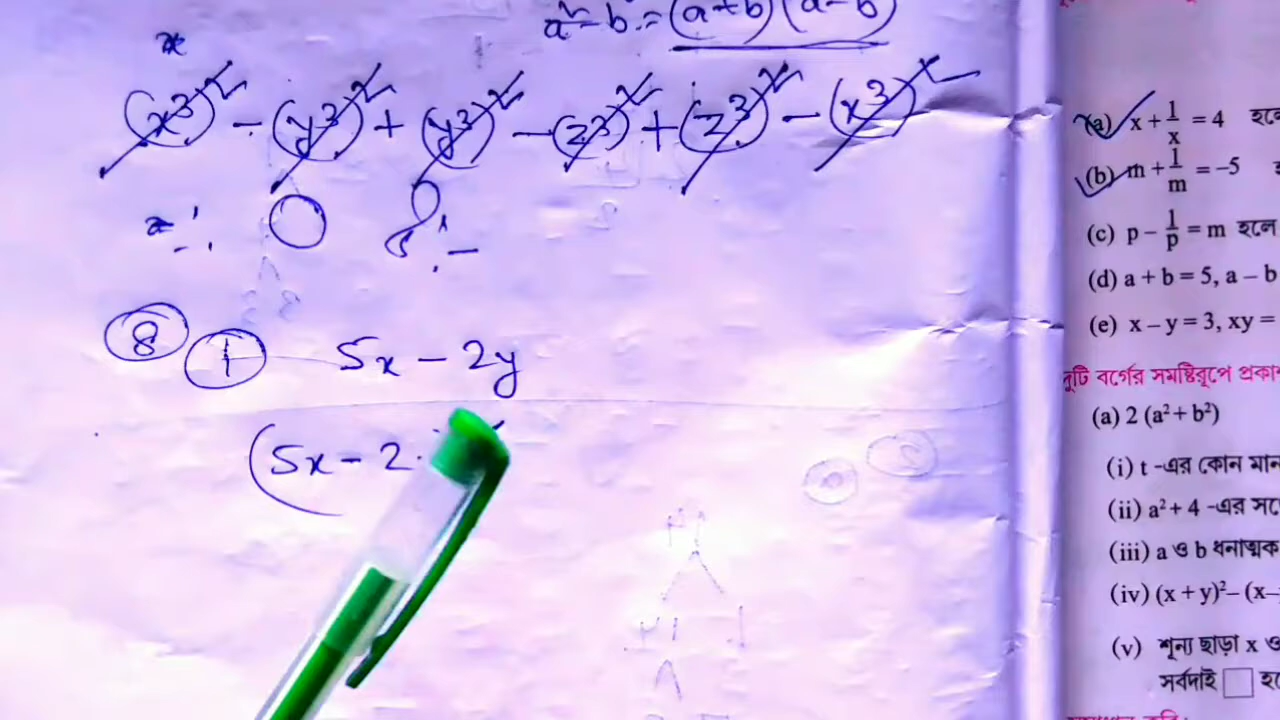 a² - b² = (a+b)(a-b)
(x³)² - (y³)² + (y³)² - (z³)² + (z³)² - (x³)²
= 0
8 1 5x - 2y
(5x - 2
(a) x + 1/x = 4 হলে
(b) m + 1/m = -5
(c) p - 1/p = m হলে
(d) a + b = 5, a - b
(e) x - y = 3, xy =
দুটি বর্গের সমষ্টিরূপে
(a) 2 (a² + b²)
(i) t -এর কোন মান
(ii) a² + 4 -এর
(iii) a ও b ধনাত্মক
(iv) (x + y)² – (x–
(v) শূন্য ছাড়া x ও
সর্বদাই